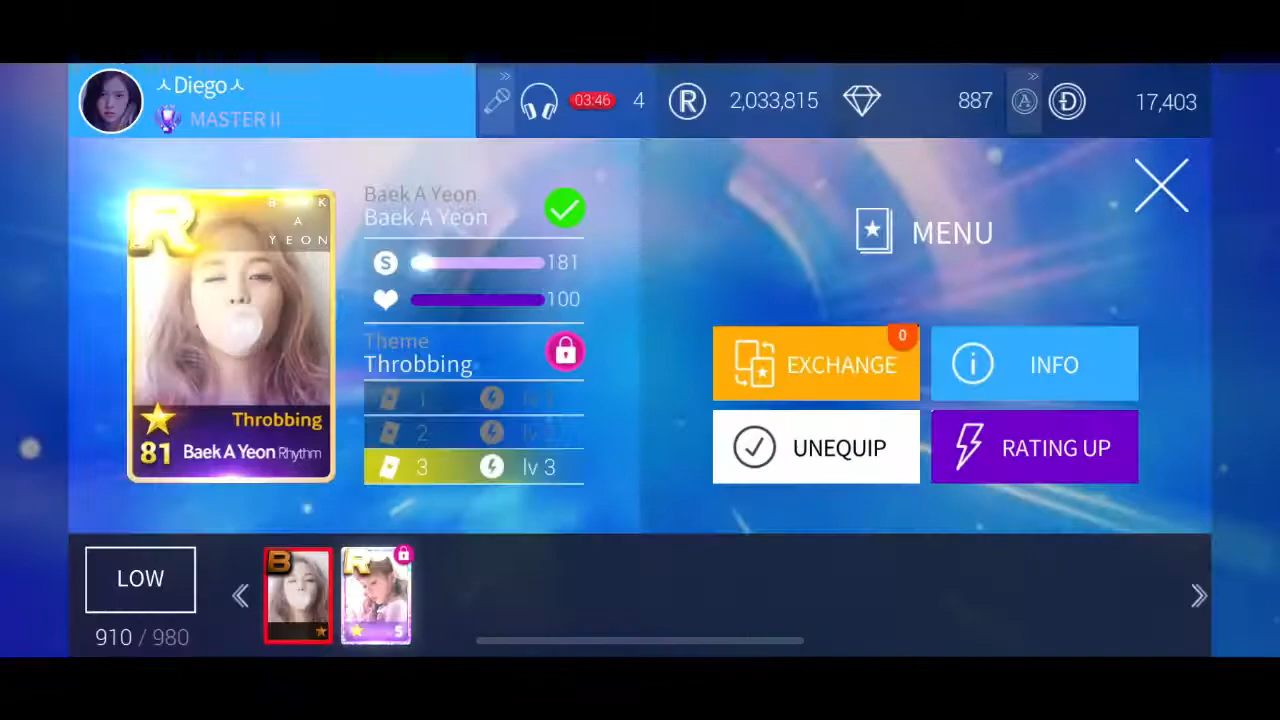 ㅅDiegoㅅ
MASTER II
03:46
4
R
2,033,815
887
A
Đ
17,403
R
B A E K
A
Y E O N
Throbbing
81
Baek A Yeon Rhythm
Baek A Yeon
Baek A Yeon
S
181
100
Theme
Throbbing
1
2
3 lv 3
MENU
EXCHANGE
0
INFO
UNEQUIP
RATING UP
LOW
910 / 980
B
R
S